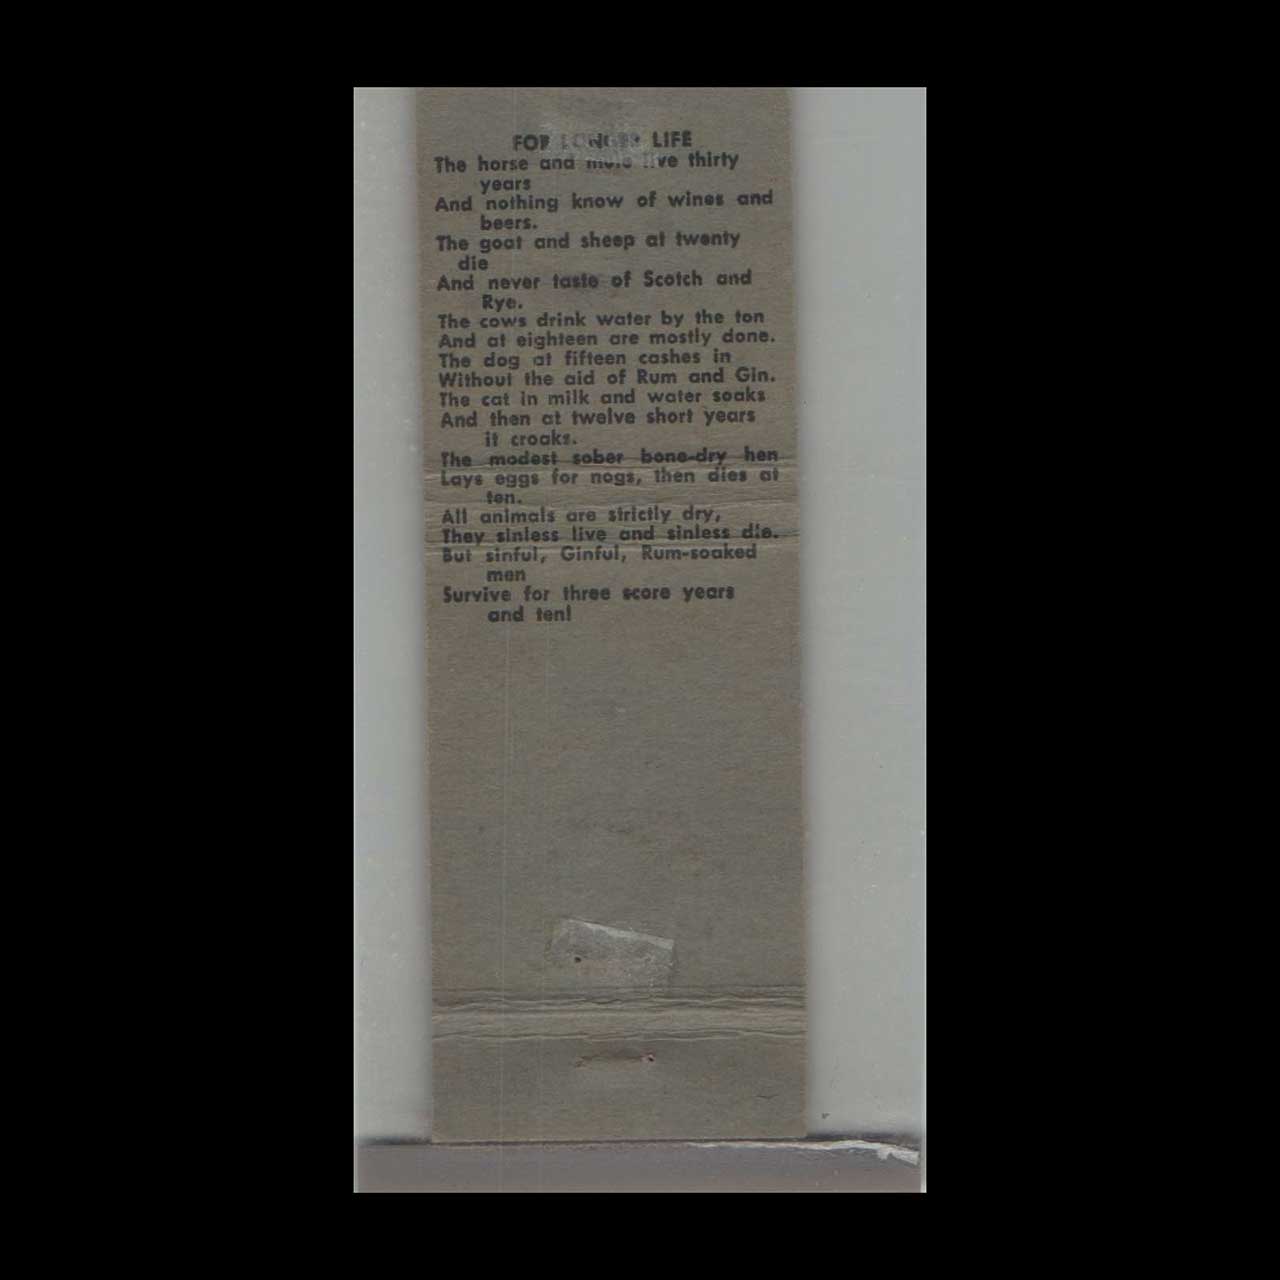 FOR LONGER LIFE
The horse and mule live thirty
years
And nothing know of wines and
beers.
The goat and sheep at twenty
die
And never taste of Scotch and
Rye.
The cows drink water by the ton
And at eighteen are mostly done.
The dog at fifteen cashes in
Without the aid of Rum and Gin.
The cat in milk and water soaks
And then at twelve short years
it croaks.
The modest sober bone-dry hen
Lays eggs for nogs, then dies at
ten.
All animals are strictly dry,
They sinless live and sinless die.
But sinful, Ginful, Rum-soaked
men
Survive for three score years
and ten!